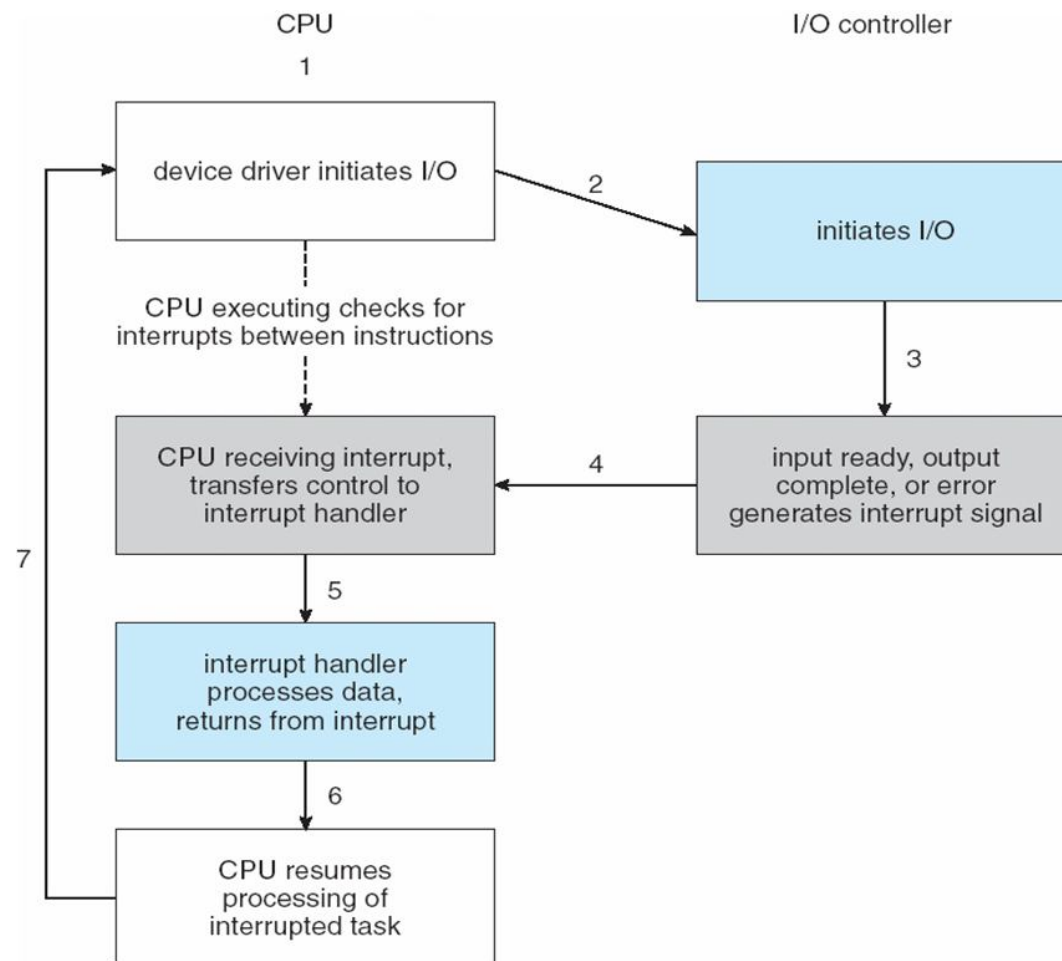 CPU
I/O controller
1
device driver initiates I/O
2
initiates I/O
CPU executing checks for
interrupts between instructions
3
CPU receiving interrupt,
transfers control to
interrupt handler
4
input ready, output
complete, or error
generates interrupt signal
7
5
interrupt handler
processes data,
returns from interrupt
6
CPU resumes
processing of
interrupted task